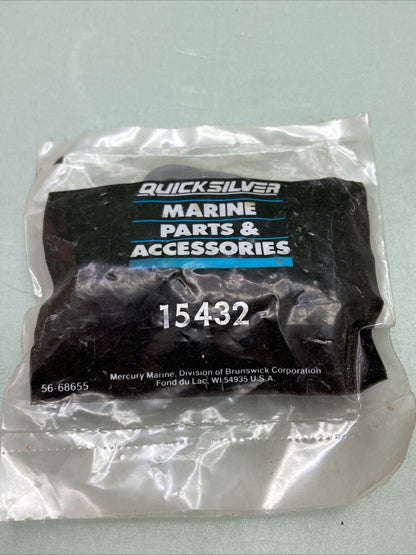 QUICKSILVER
MARINE
PARTS &
ACCESSORIES
15432
Mercury Marine, Division of Brunswick Corporation
56-68655
Fond du Lac, WI 54935 U.S.A.